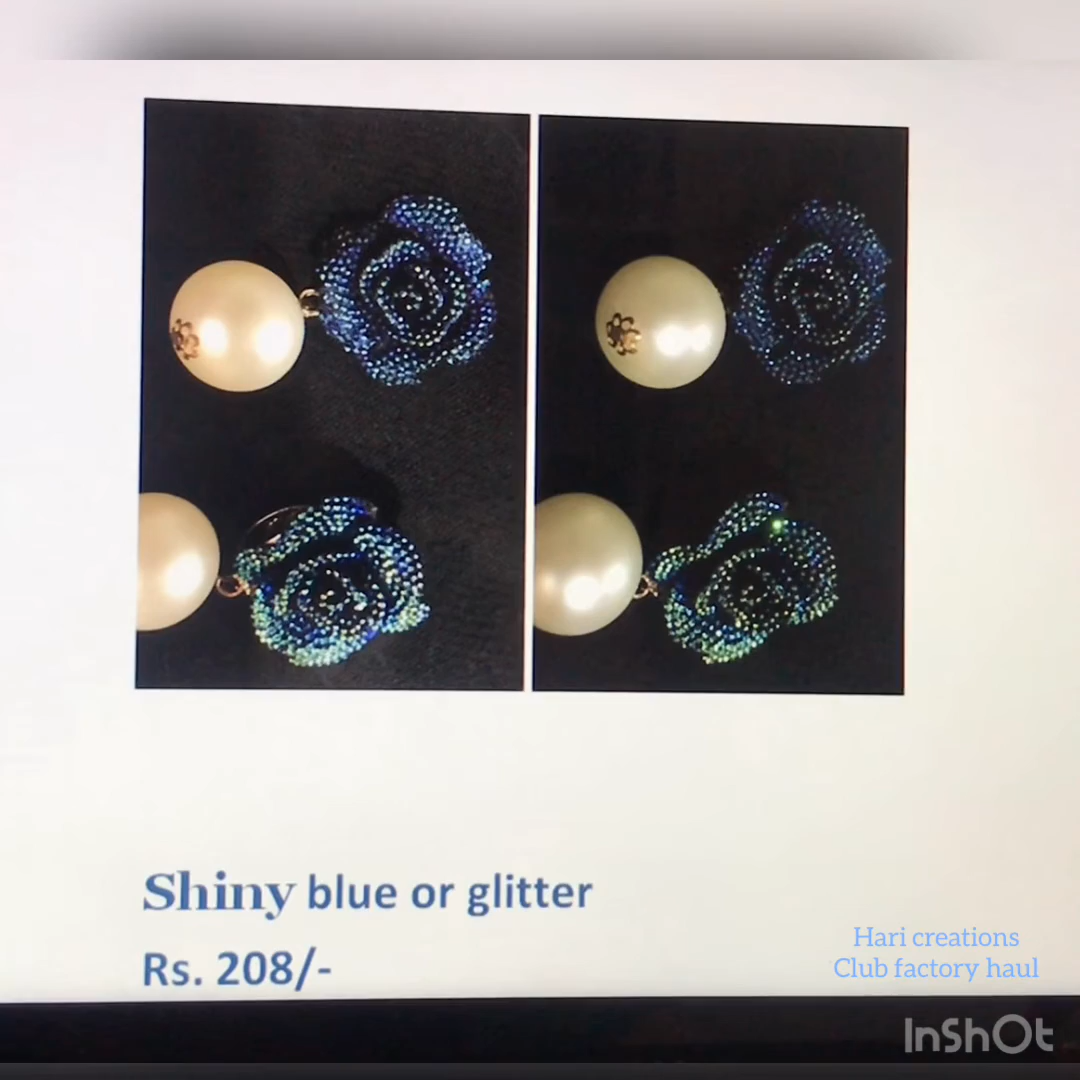 Shiny blue or glitter
Rs. 208/-
Hari creations
Club factory haul
InShOt